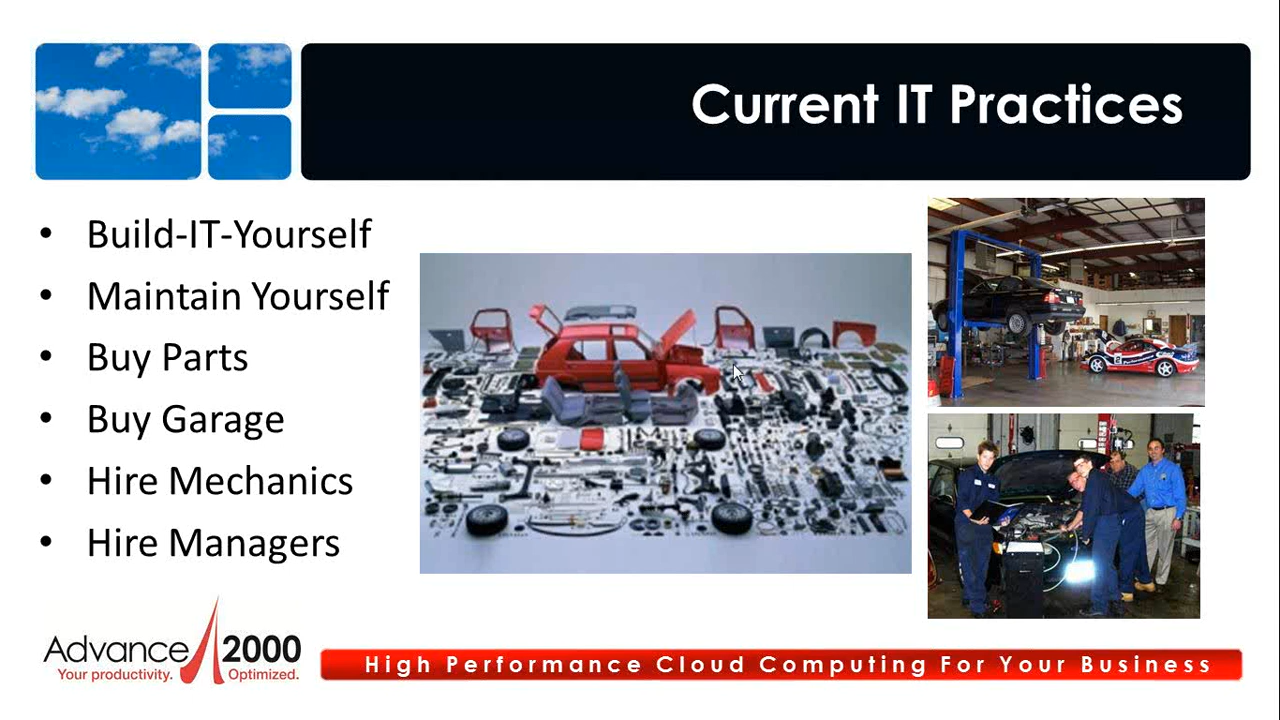 Current IT Practices
• Build-IT-Yourself
• Maintain Yourself
• Buy Parts
• Buy Garage
• Hire Mechanics
• Hire Managers
Advance 2000
Your productivity. Optimized.
High Performance Cloud Computing For Your Business